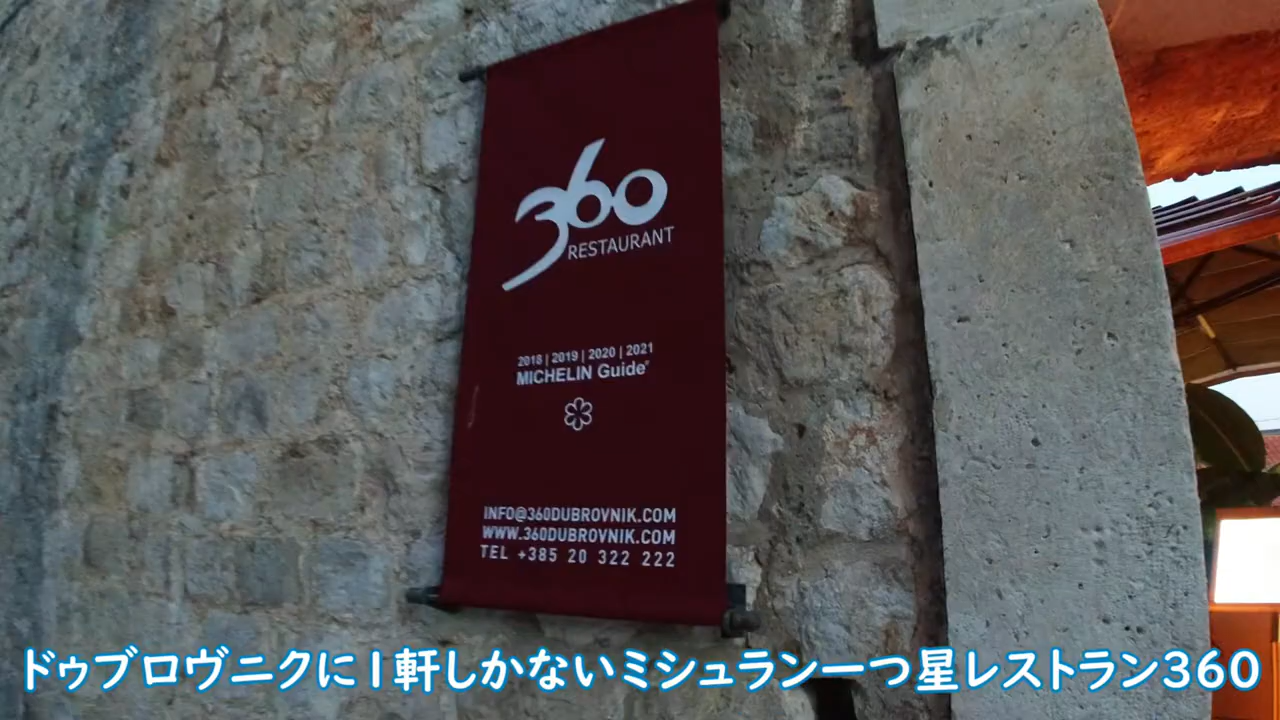 360
RESTAURANT
2018 | 2019 | 2020 | 2021
MICHELIN Guide
INFO@360DUBROVNIK.COM
WWW.360DUBROVNIK.COM
TEL +385 20 322 222
ドゥブロヴニクに1軒しかないミシュラン一つ星レストラン360